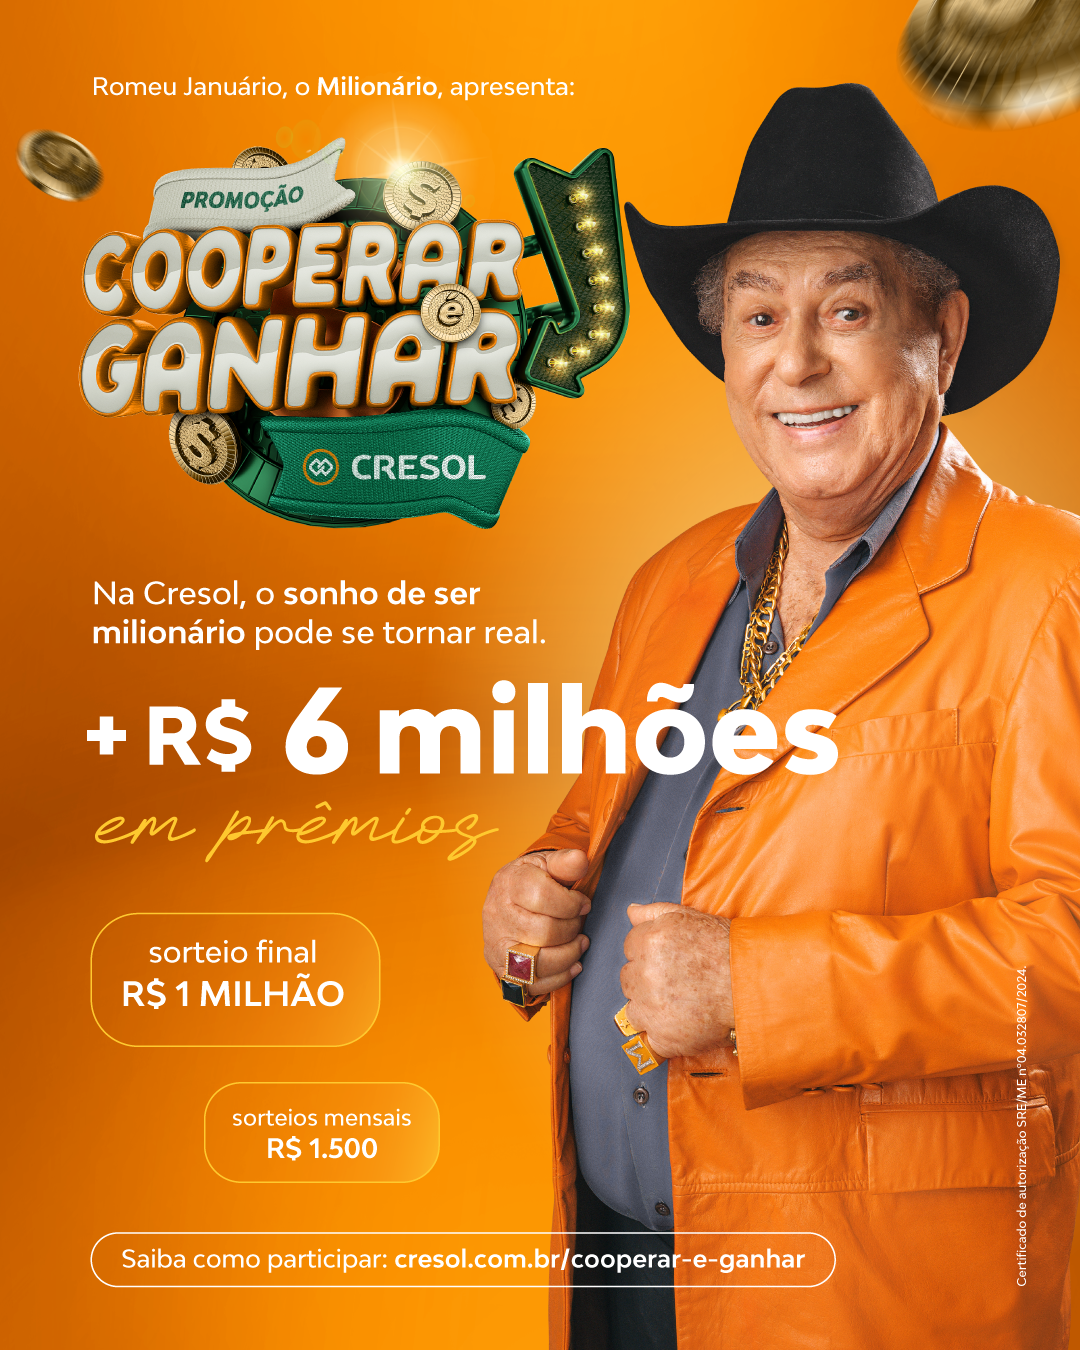 Romeu Januário, o Milionário, apresenta:
PROMOÇÃO
COOPERAR
é
GANHAR
CRESOL
Na Cresol, o sonho de ser
milionário pode se tornar real.
+ R$ 6 milhões
em prêmios
sorteio final
R$ 1 MILHÃO
sorteios mensais
R$ 1.500
Saiba como participar: cresol.com.br/cooperar-e-ganhar
Certificado de autorização SRE/ME nº04.032807/2024.